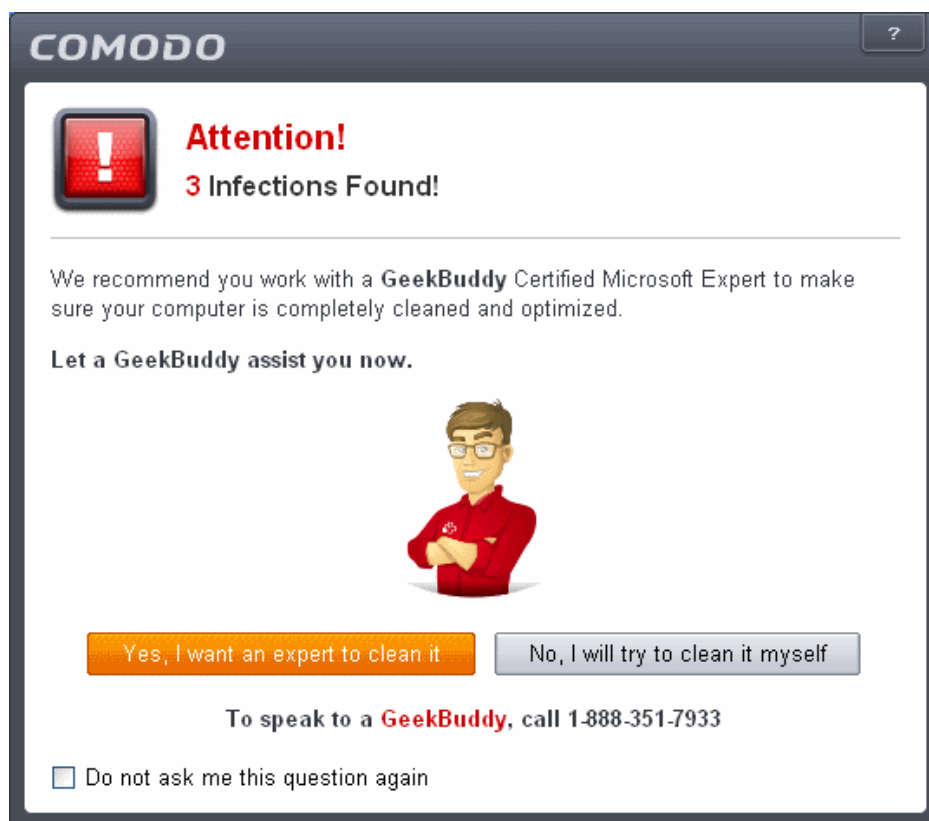 COMODO
?
Attention!
3 Infections Found!
We recommend you work with a GeekBuddy Certified Microsoft Expert to make
sure your computer is completely cleaned and optimized.
Let a GeekBuddy assist you now.
Yes, I want an expert to clean it
No, I will try to clean it myself
To speak to a GeekBuddy, call 1-888-351-7933
Do not ask me this question again